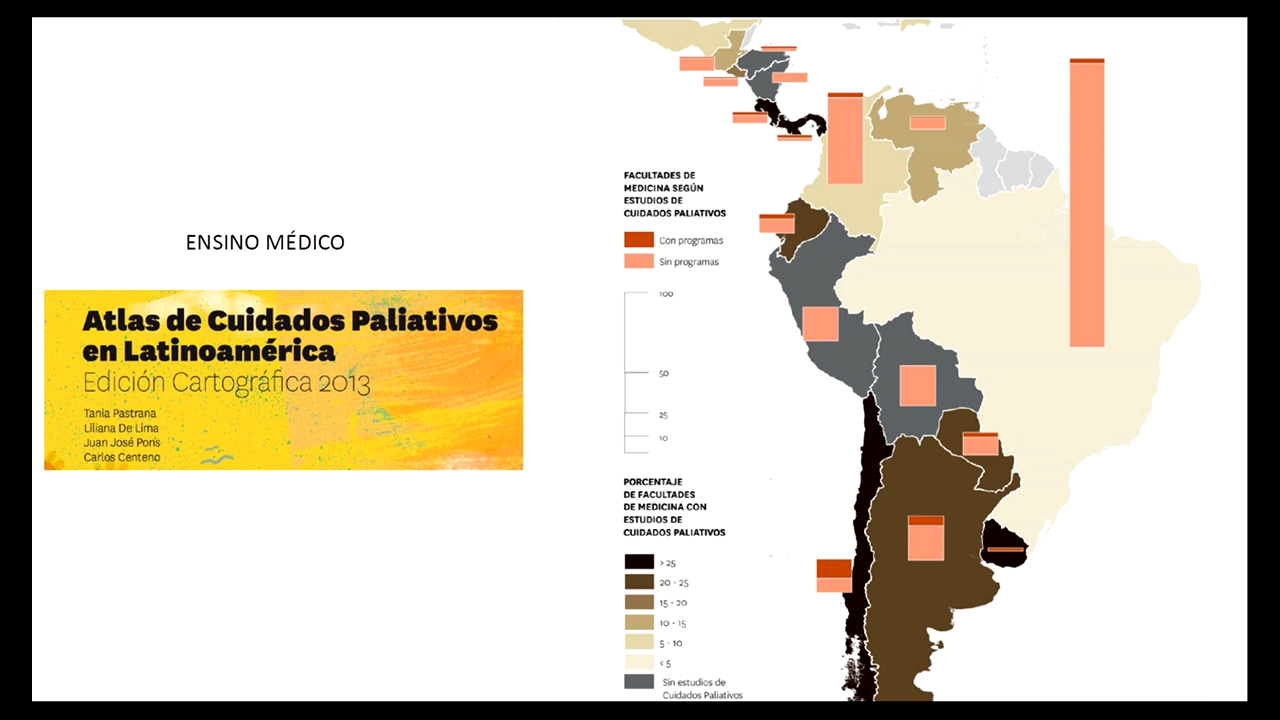 ENSINO MÉDICO
Atlas de Cuidados Paliativos
en Latinoamérica
Edición Cartográfica 2013
Tania Pastrana
Liliana De Lima
Juan José Pons
Carlos Centeno
FACULTADES DE
MEDICINA SEGÚN
ESTUDIOS DE
CUIDADOS PALIATIVOS
Con programas
Sin programas
100
50
25
10
PORCENTAJE
DE FACULTADES
DE MEDICINA CON
ESTUDIOS DE
CUIDADOS PALIATIVOS
> 25
20 - 25
15 - 20
10 - 15
5 - 10
< 5
Sin estudios de
Cuidados Paliativos